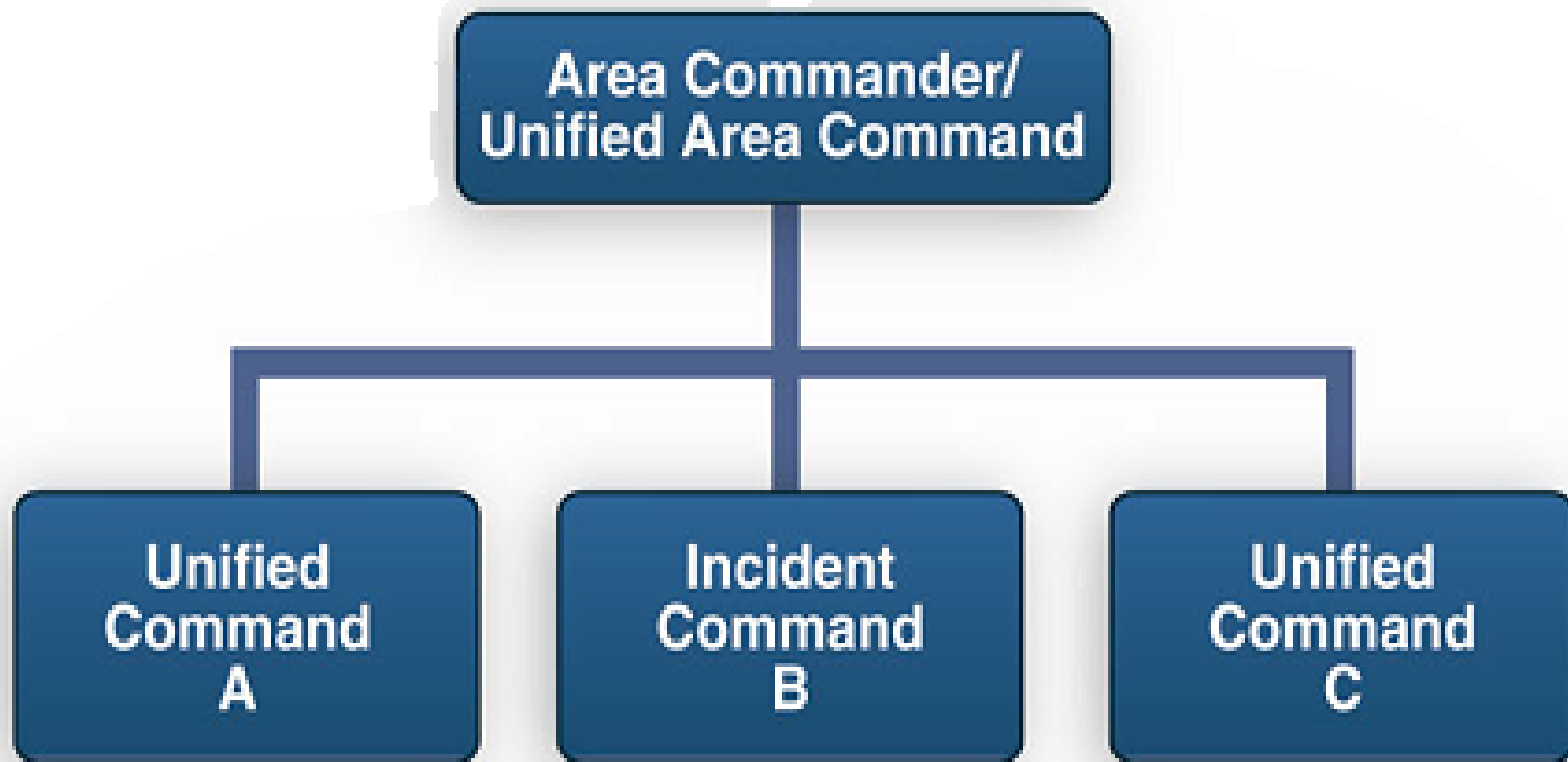 Area Commander/
Unified Area Command
Unified
Command
A
Incident
Command
B
Unified
Command
C